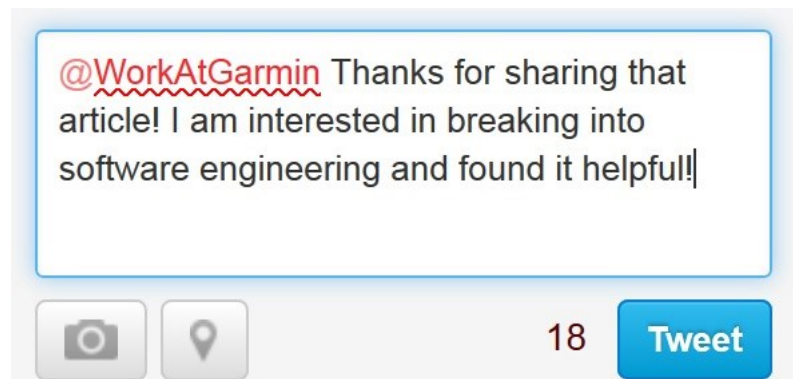 @WorkAtGarmin Thanks for sharing that
article! I am interested in breaking into
software engineering and found it helpful!
18 Tweet